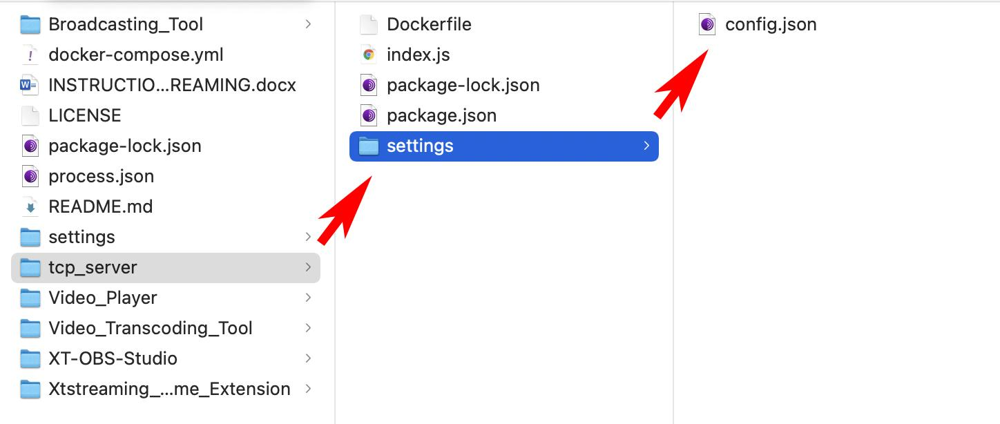 Broadcasting_Tool
docker-compose.yml
INSTRUCTIO...REAMING.docx
LICENSE
package-lock.json
process.json
README.md
settings
tcp_server
Video_Player
Video_Transcoding_Tool
XT-OBS-Studio
Xtstreaming_...me_Extension
Dockerfile
index.js
package-lock.json
package.json
settings
config.json